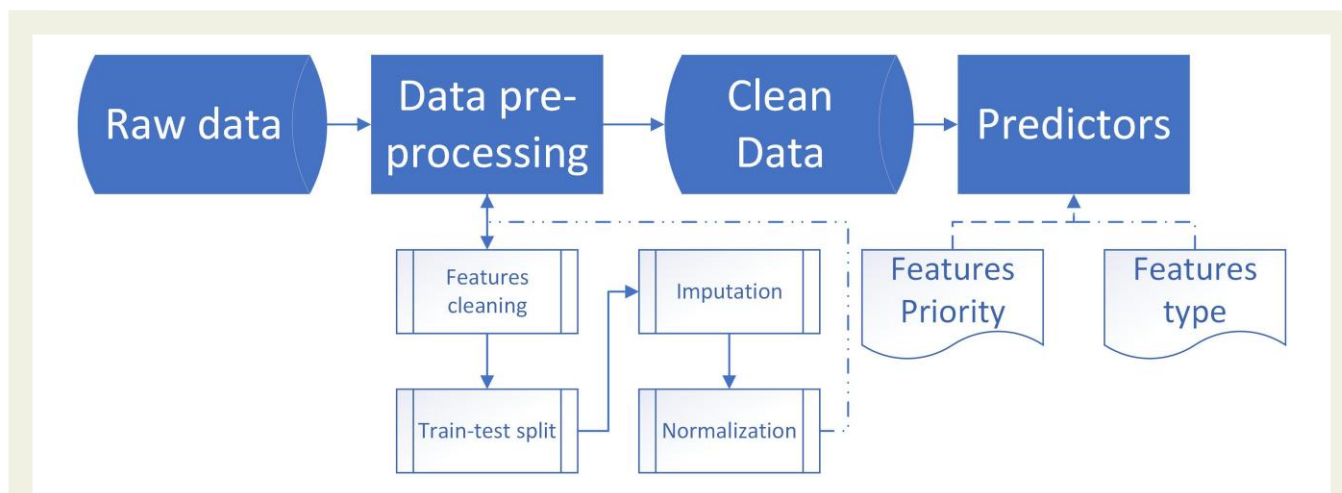 Raw data
Data pre-
processing
Clean
Data
Predictors
Features
cleaning
Imputation
Features
Priority
Features
type
Train-test split
Normalization